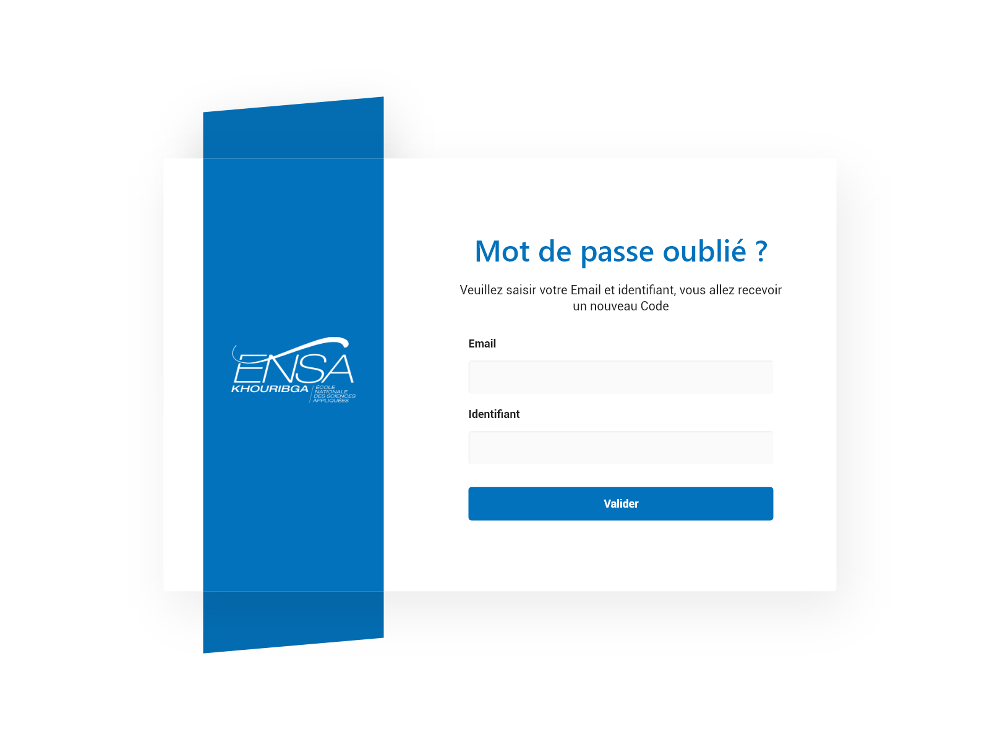 ENSA
KHOURIBGA
ÉCOLE
NATIONALE
DES SCIENCES
APPLIQUÉES
Mot de passe oublié ?
Veuillez saisir votre Email et identifiant, vous allez recevoir
un nouveau Code
Email
Identifiant
Valider